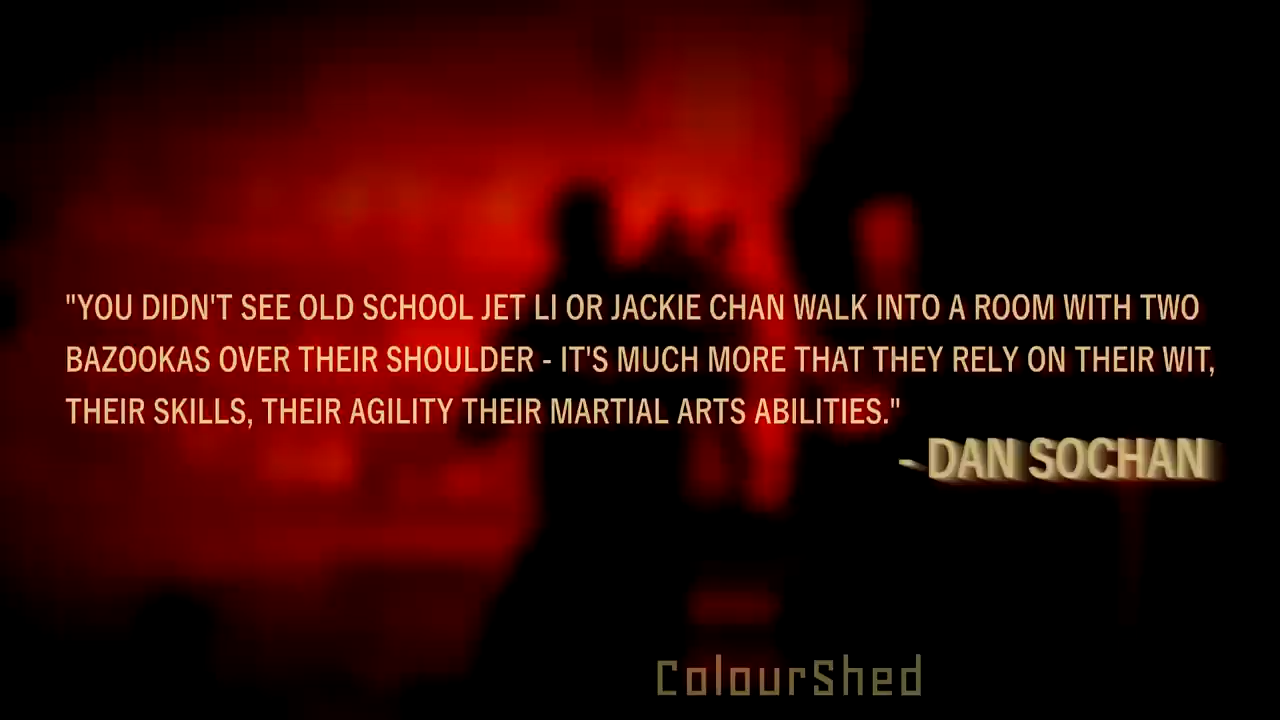 "YOU DIDN'T SEE OLD SCHOOL JET LI OR JACKIE CHAN WALK INTO A ROOM WITH TWO
BAZOOKAS OVER THEIR SHOULDER - IT'S MUCH MORE THAT THEY RELY ON THEIR WIT,
THEIR SKILLS, THEIR AGILITY THEIR MARTIAL ARTS ABILITIES."
- DAN SOCHAN
ColourShed